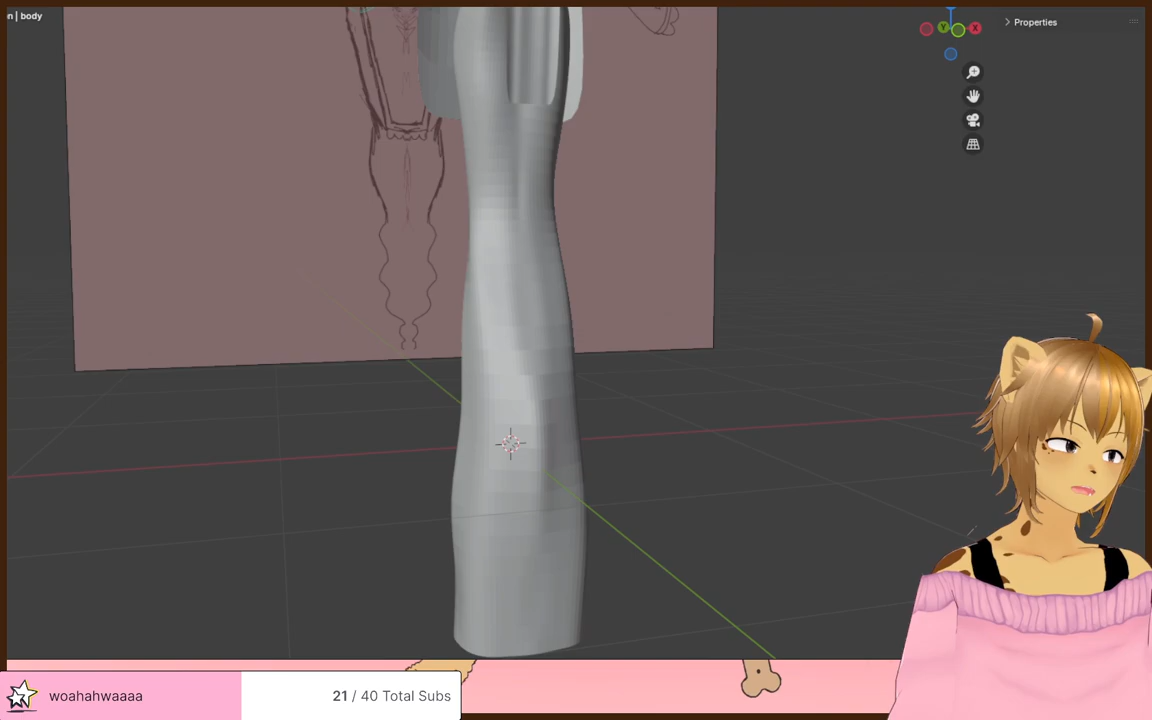 n | body
Properties
Y
X
woahahwaaaa
21 / 40 Total Subs